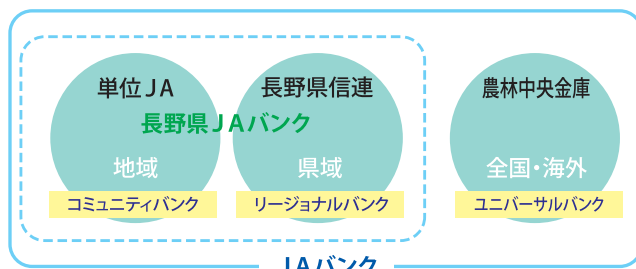 単位JA
長野県信連
農林中央金庫
長野県JAバンク
地域
県域
全国・海外
コミュニティバンク
リージョナルバンク
ユニバーサルバンク
JAバンク